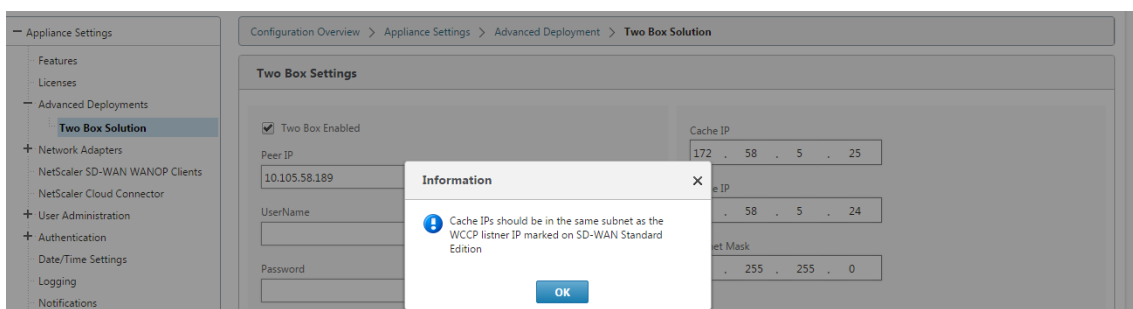 Appliance Settings
Features
Licenses
Advanced Deployments
Two Box Solution
Network Adapters
NetScaler SD-WAN WANOP Clients
NetScaler Cloud Connector
User Administration
Authentication
Date/Time Settings
Logging
Notifications
Configuration Overview > Appliance Settings > Advanced Deployment > Two Box Solution
Two Box Settings
Two Box Enabled
Peer IP
10.105.58.189
UserName
Password
Cache IP
172 . 58 . 5 . 25
e IP
. 58 . 5 . 24
et Mask
. 255 . 255 . 0
Information
Cache IPs should be in the same subnet as the
WCCP listner IP marked on SD-WAN Standard
Edition
OK